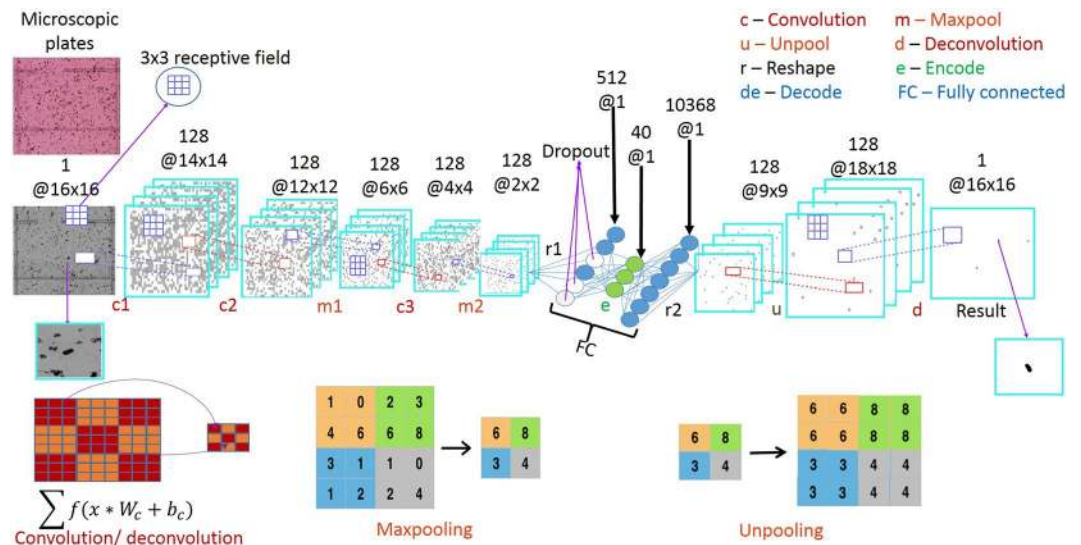 Microscopic
plates
3x3 receptive field
c – Convolution
m – Maxpool
u – Unpool
d – Deconvolution
r – Reshape
e – Encode
de – Decode
FC – Fully connected
1
@16x16
128
@14x14
128
@12x12
128
@6x6
128
@4x4
128
@2x2
Dropout
512
@1
40
@1
10368
@1
128
@9x9
128
@18x18
1
@16x16
c1
c2
m1
c3
m2
r1
e
FC
r2
u
d
Result
∑ f(x * W_c + b_c)
Convolution/ deconvolution
1 0 2 3
4 6 6 8
3 1 1 0
1 2 2 4
6 8
3 4
Maxpooling
6 8
3 4
6 6 8 8
6 6 8 8
3 3 4 4
3 3 4 4
Unpooling